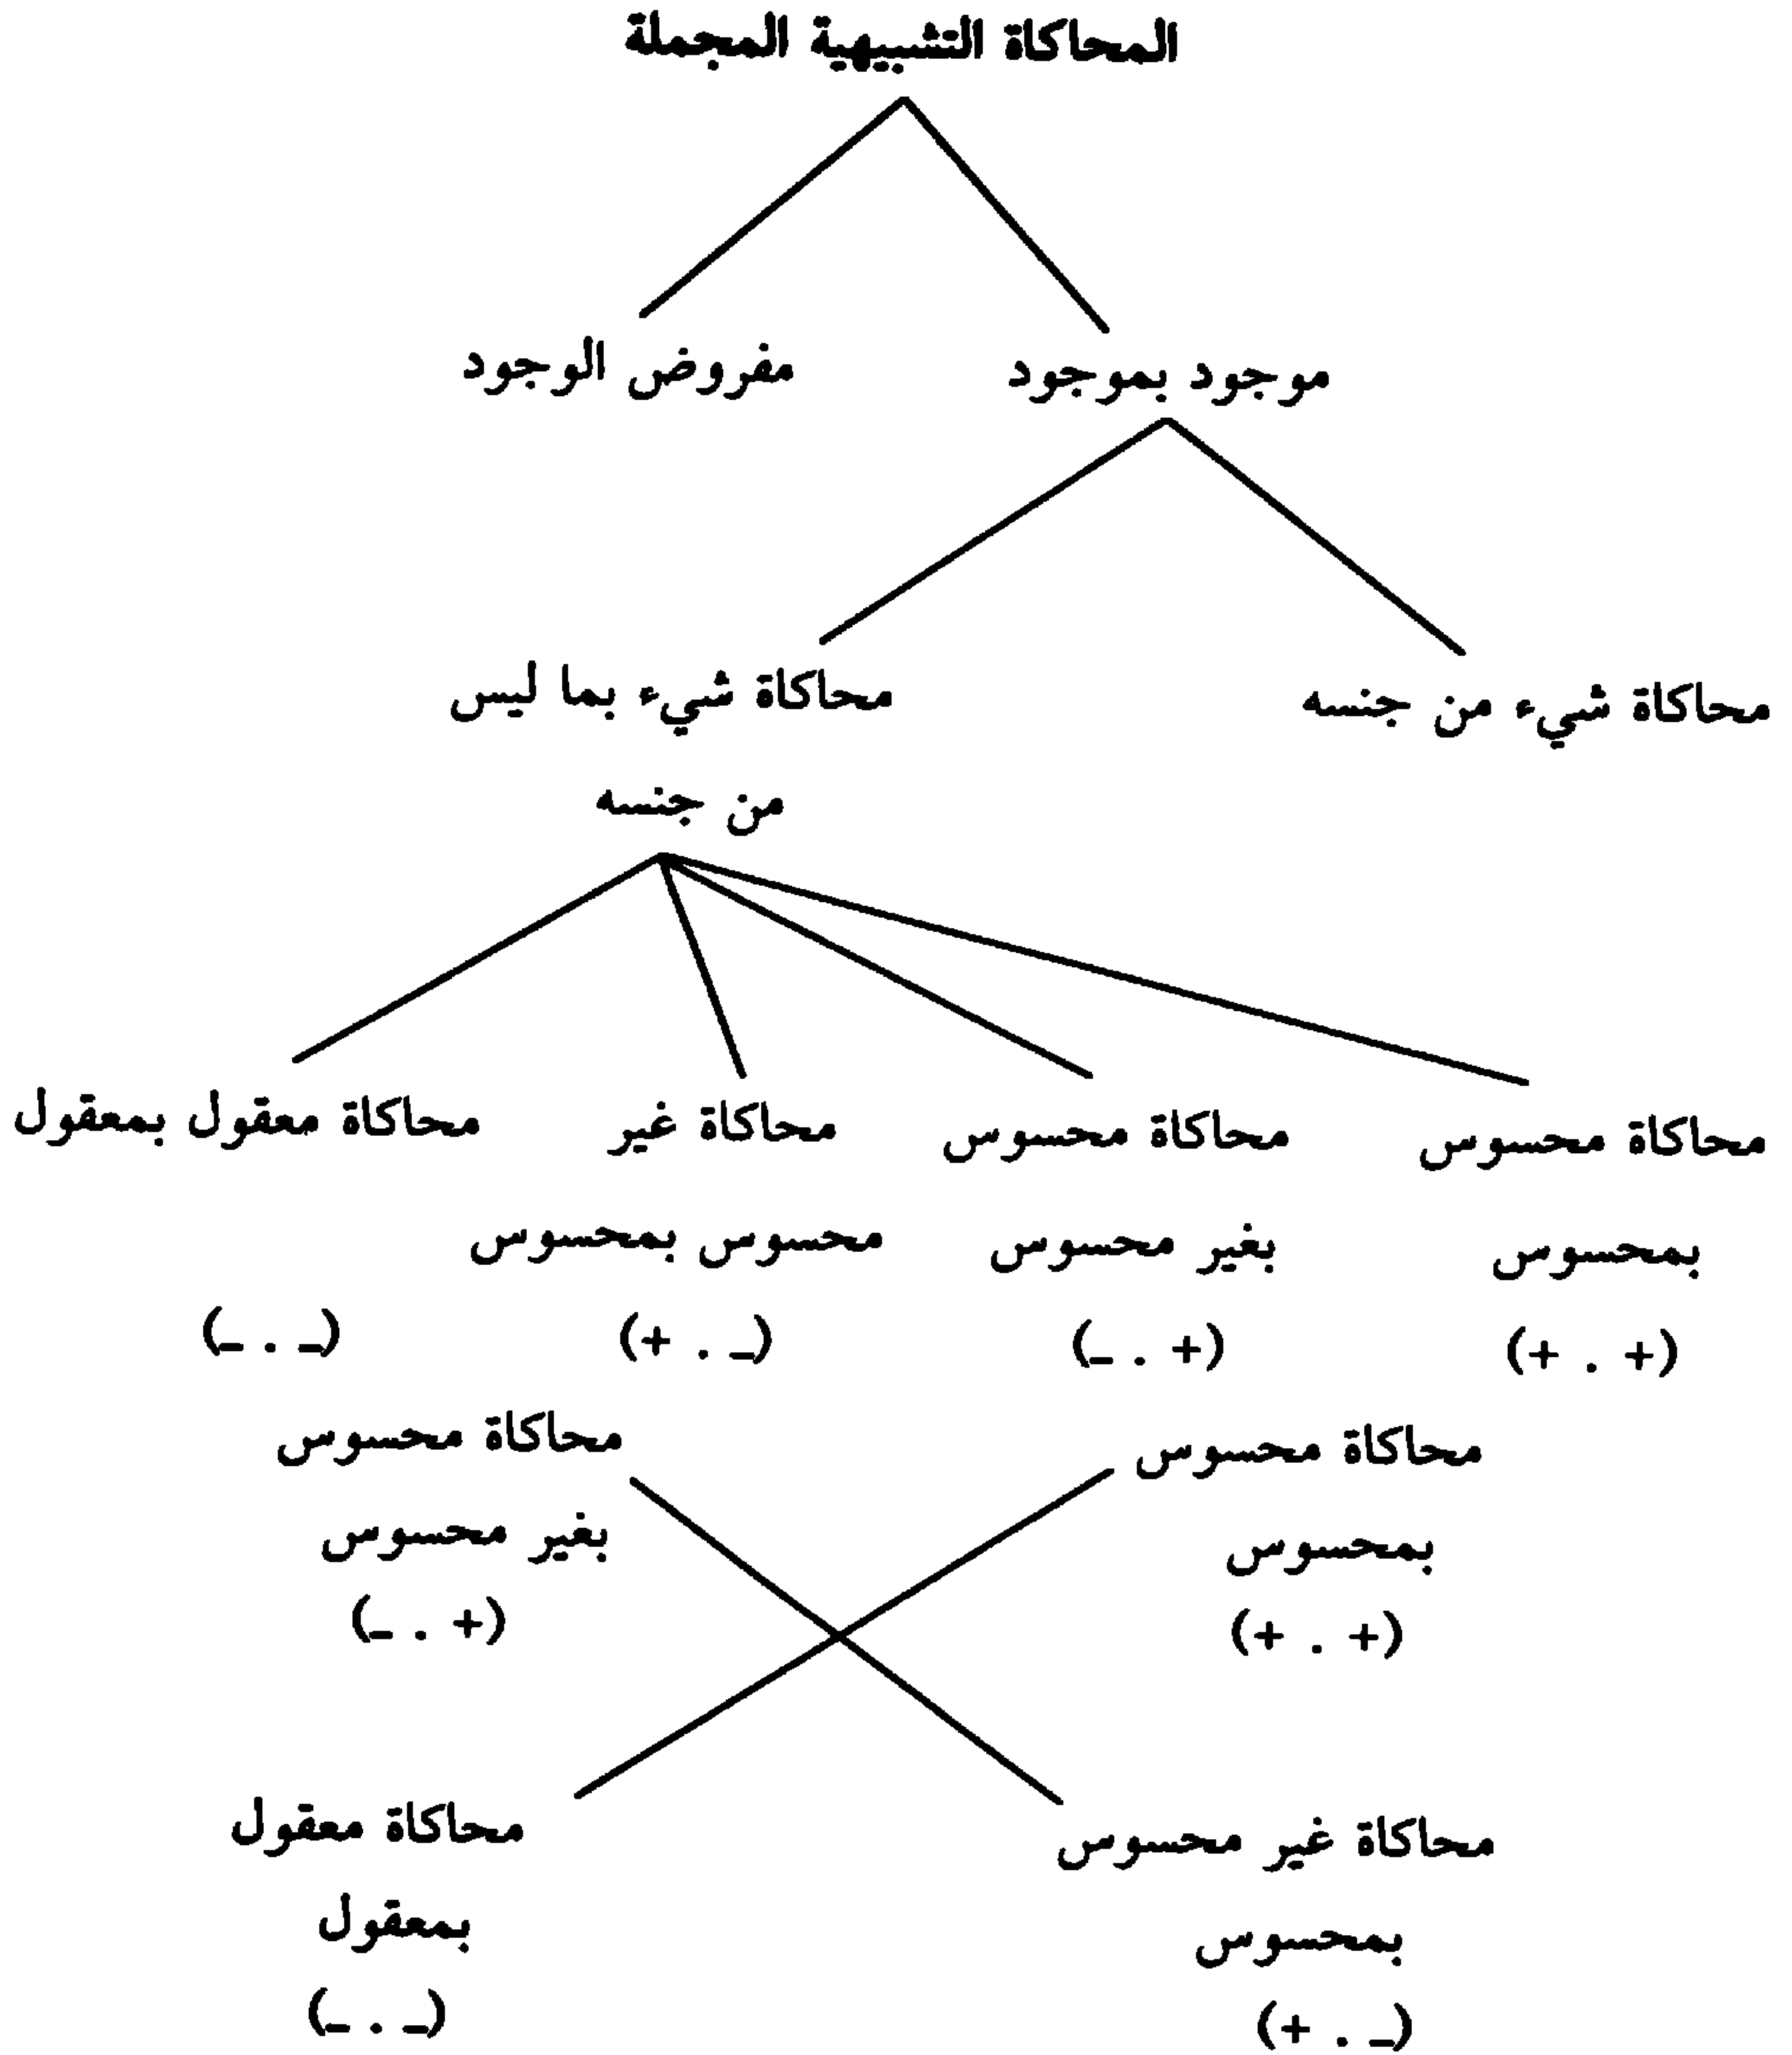 المحاكاة التشبيهية المجملة
موجود بموجود
مفروض الوجود
محاكاة شيء من جنسه
محاكاة شيء بما ليس
من جنسه
محاكاة محسوس
بمحسوس
(+ . +)
محاكاة محسوس
بغير محسوس
(+ . _)
محاكاة غير
محسوس بمحسوس
(_ . +)
محاكاة معقول بمعقول
(_ . _)
محاكاة محسوس
بمحسوس
(+ . +)
محاكاة محسوس
بغير محسوس
(+ . _)
محاكاة غير محسوس
بمحسوس
(_ . +)
محاكاة معقول
بمعقول
(_ . _)